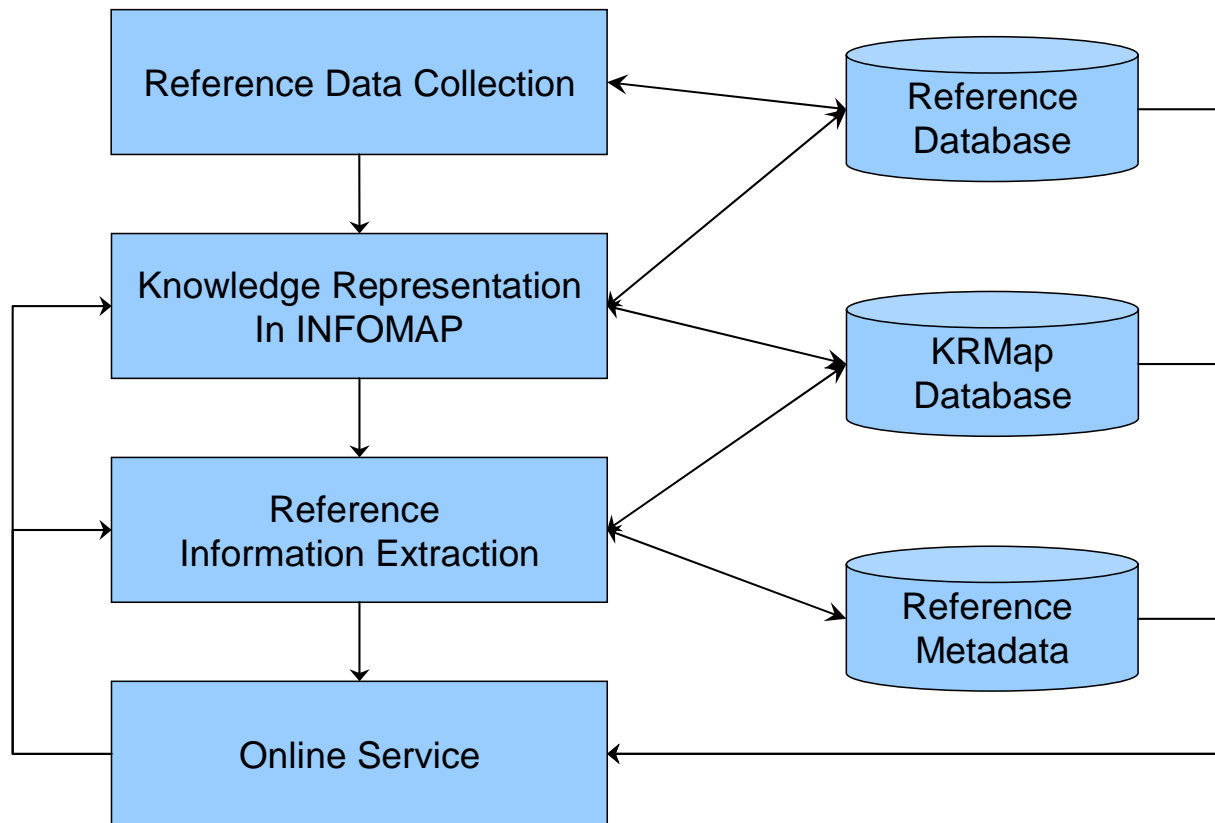 Reference Data Collection
Reference
Database
Knowledge Representation
In INFOMAP
KRMap
Database
Reference
Information Extraction
Reference
Metadata
Online Service